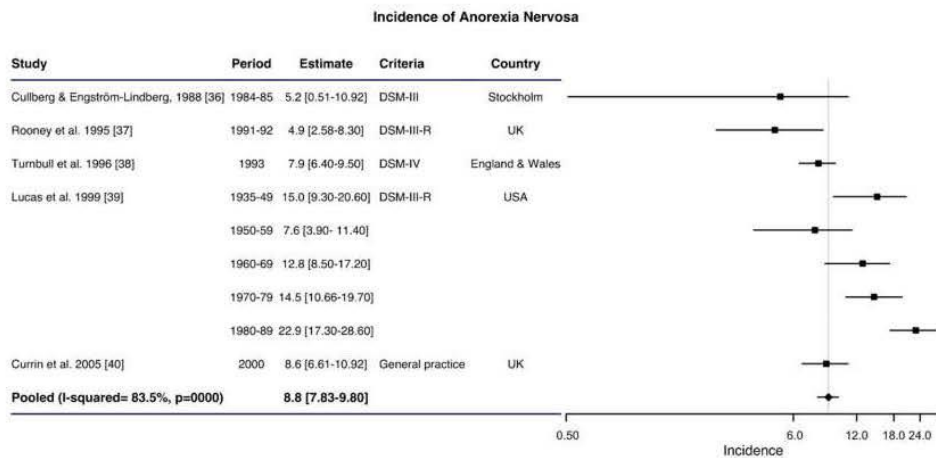 Incidence of Anorexia Nervosa
Study Period Estimate Criteria Country
Cullberg & Engström-Lindberg, 1988 [36] 1984-85 5.2 [0.51-10.92] DSM-III Stockholm
Rooney et al. 1995 [37] 1991-92 4.9 [2.58-8.30] DSM-III-R UK
Turnbull et al. 1996 [38] 1993 7.9 [6.40-9.50] DSM-IV England & Wales
Lucas et al. 1999 [39] 1935-49 15.0 [9.30-20.60] DSM-III-R USA
1950-59 7.6 [3.90- 11.40]
1960-69 12.8 [8.50-17.20]
1970-79 14.5 [10.66-19.70]
1980-89 22.9 [17.30-28.60]
Currin et al. 2005 [40] 2000 8.6 [6.61-10.92] General practice UK
Pooled (I-squared= 83.5%, p=0000) 8.8 [7.83-9.80]
0.50 6.0 12.0 18.0 24.0
Incidence